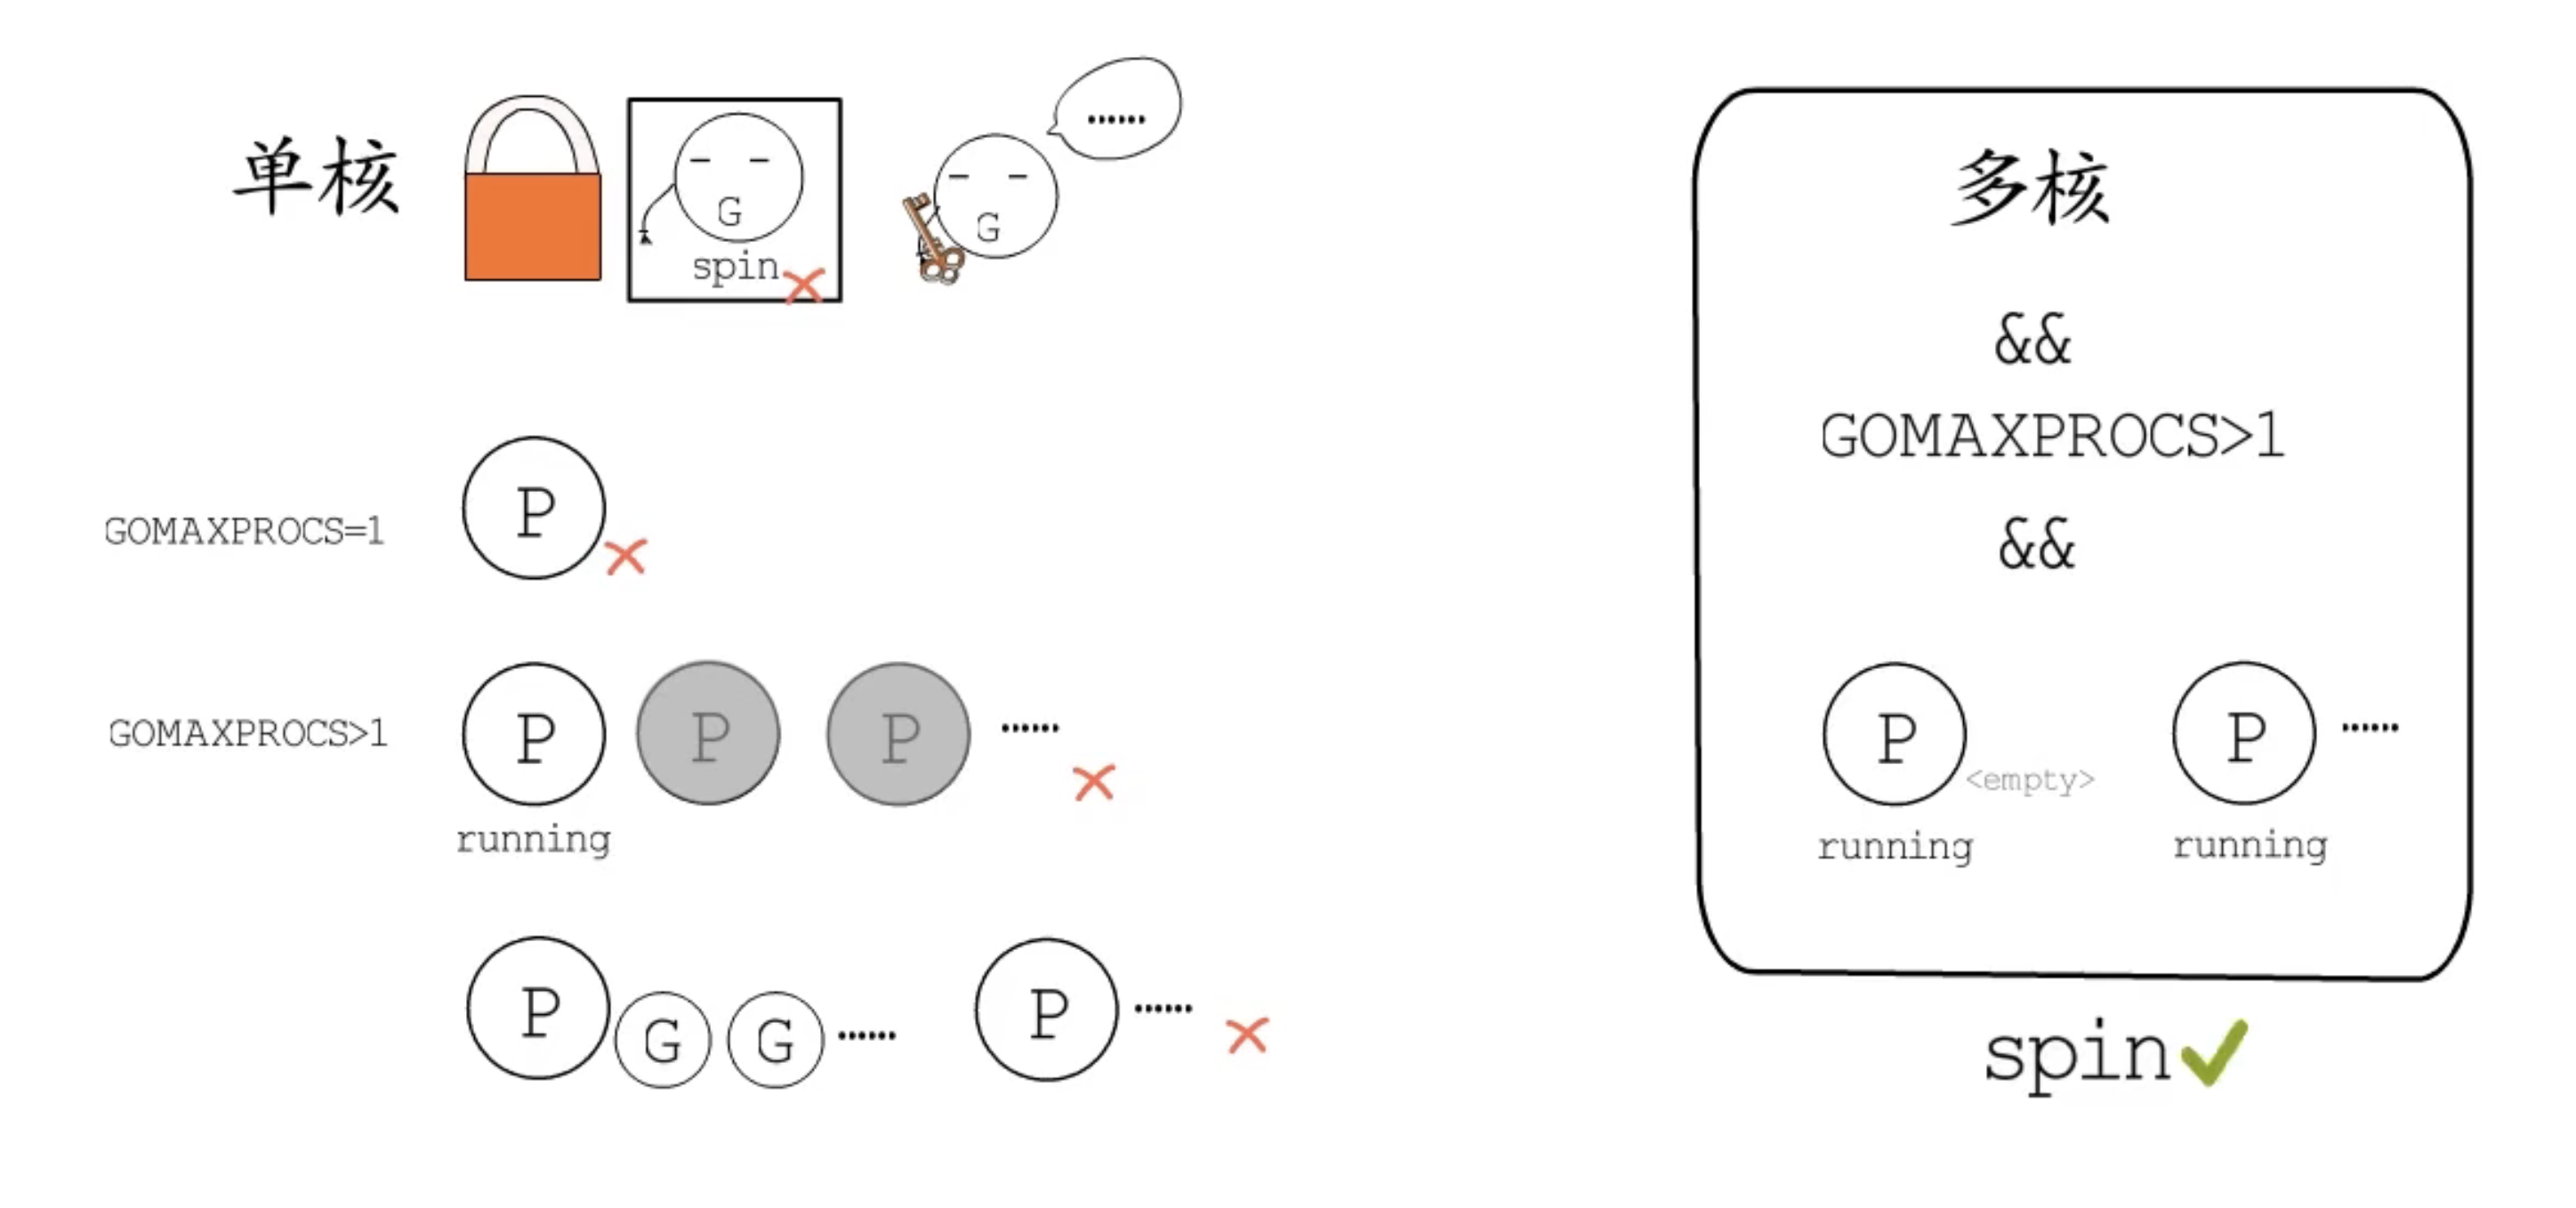 单核
G
spin
G
......
GOMAXPROCS=1
P
GOMAXPROCS>1
P P P ......
running
P G G ...... P ......
多核
&&
GOMAXPROCS>1
&&
P <empty> P ......
running running
spin